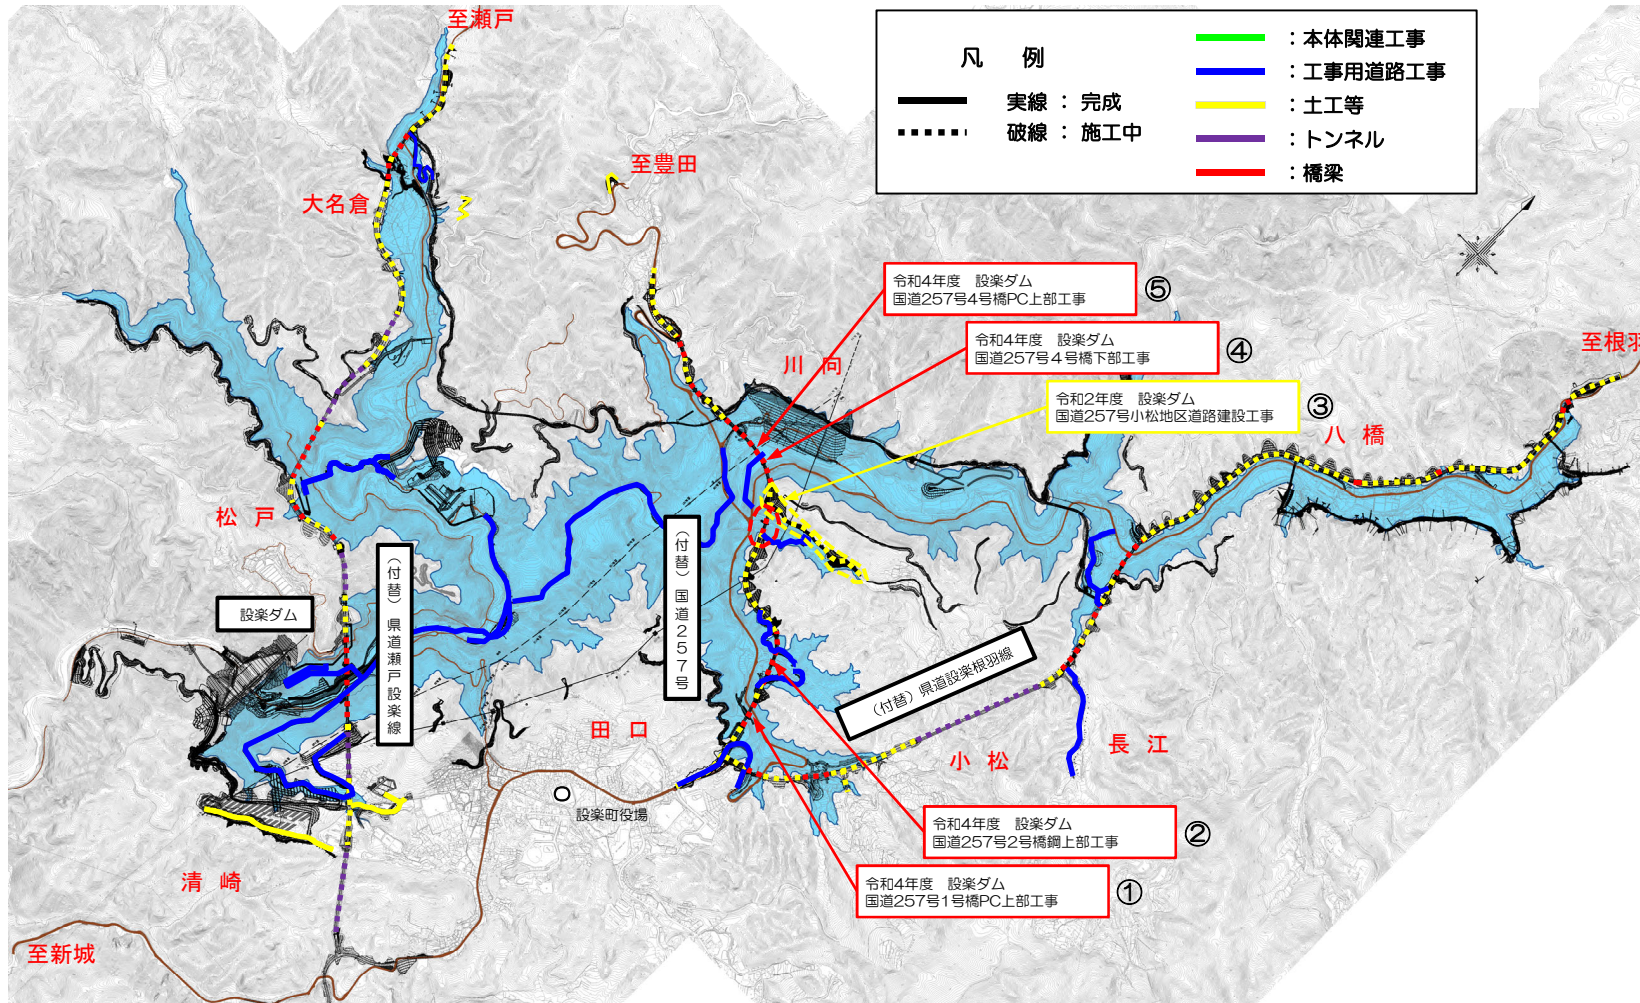 至瀬戸
凡 例
実線 ： 完成
破線 ： 施工中
：本体関連工事
：工事用道路工事
：土工等
：トンネル
：橋梁
至豊田
大名倉
令和4年度 設楽ダム
国道257号4号橋PC上部工事
⑤
令和4年度 設楽ダム
国道257号４号橋下部工事
④
川 向
至根羽
令和2年度 設楽ダム
国道257号小松地区道路建設工事
③
八 橋
松 戸
（付替）県道瀬戸設楽線
（付替）国道２５７号
設楽ダム
（付替）県道設楽根羽線
田 口
小 松
長 江
設楽町役場
令和4年度 設楽ダム
国道257号2号橋鋼上部工事
②
清 崎
令和4年度 設楽ダム
国道257号1号橋PC上部工事
①
至新城